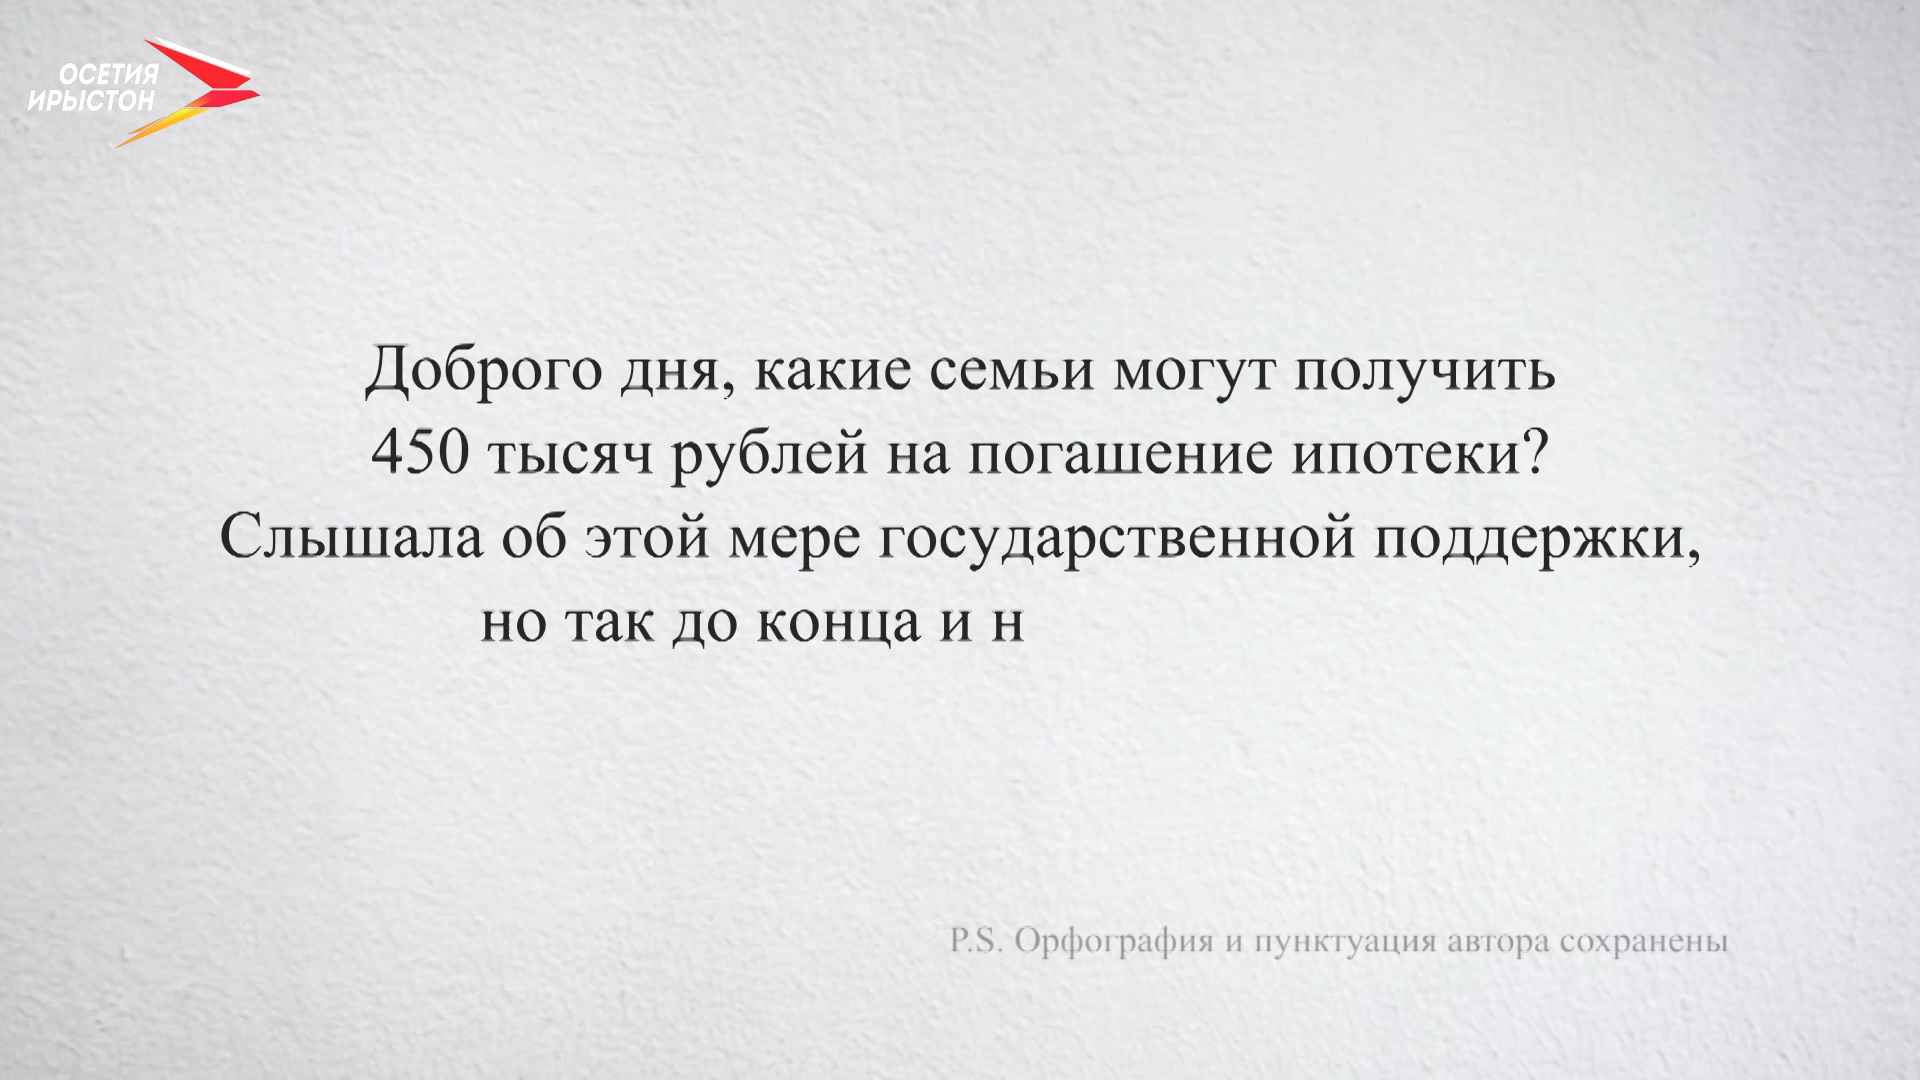 ОСЕТИЯ
ИРЫСТОН
Доброго дня, какие семьи могут получить
450 тысяч рублей на погашение ипотеки?
Слышала об этой мере государственной поддержки,
но так до конца и н
P.S. Орфография и пунктуация автора сохранены